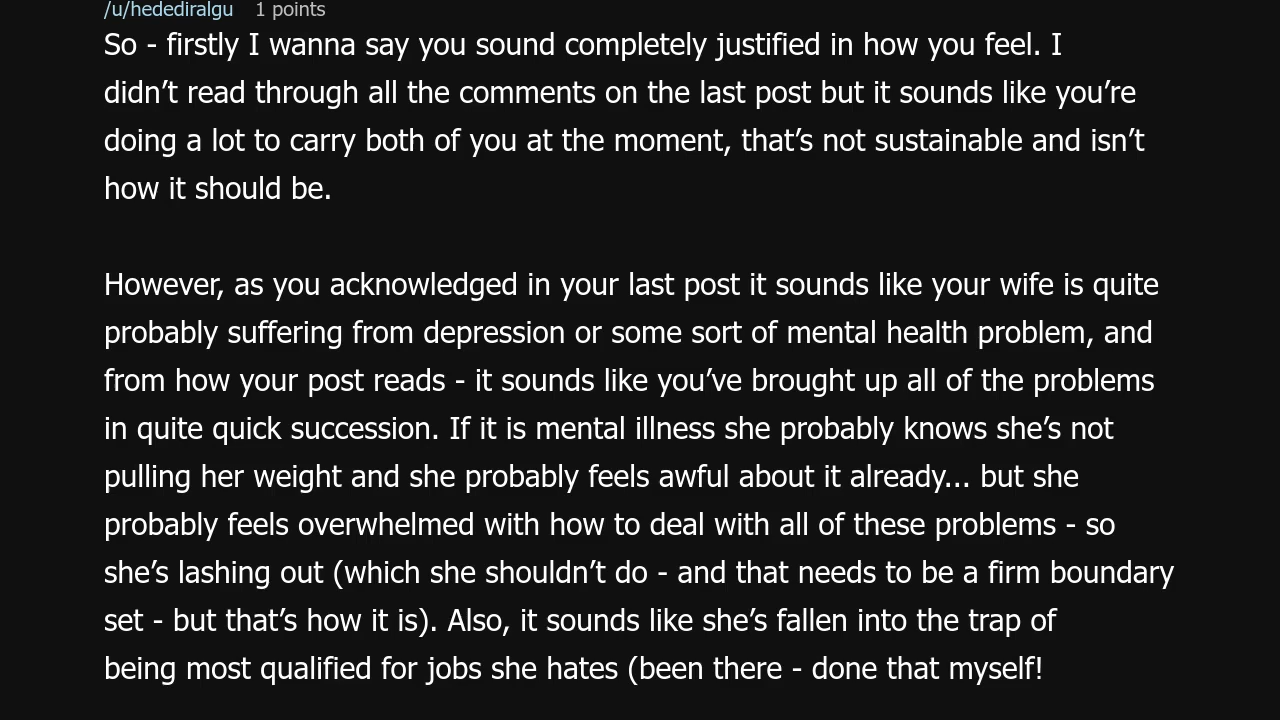 /u/hedediralgu 1 points
So - firstly I wanna say you sound completely justified in how you feel. I
didn’t read through all the comments on the last post but it sounds like you’re
doing a lot to carry both of you at the moment, that’s not sustainable and isn’t
how it should be.
However, as you acknowledged in your last post it sounds like your wife is quite
probably suffering from depression or some sort of mental health problem, and
from how your post reads - it sounds like you’ve brought up all of the problems
in quite quick succession. If it is mental illness she probably knows she’s not
pulling her weight and she probably feels awful about it already... but she
probably feels overwhelmed with how to deal with all of these problems - so
she’s lashing out (which she shouldn’t do - and that needs to be a firm boundary
set - but that’s how it is). Also, it sounds like she’s fallen into the trap of
being most qualified for jobs she hates (been there - done that myself!